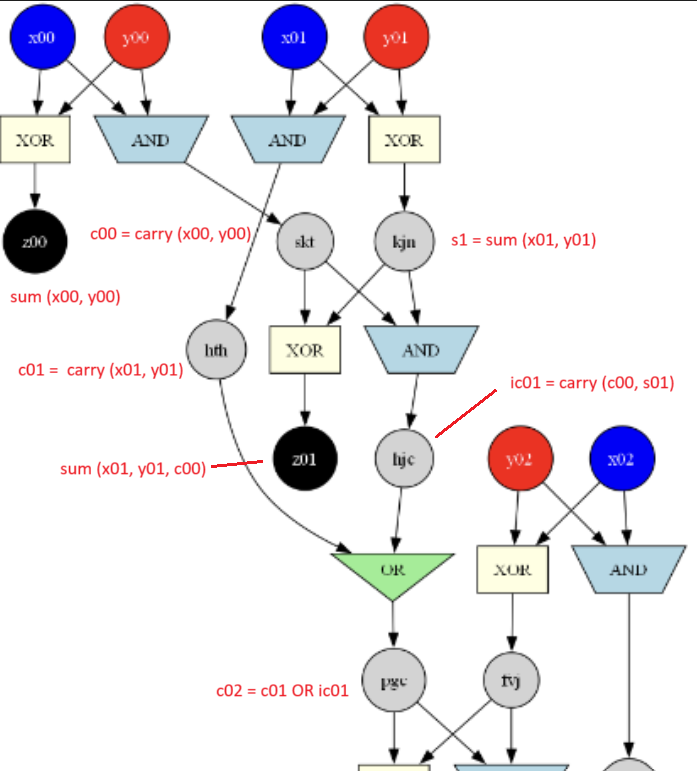 x00 y00 x01 y01
XOR AND AND XOR
z00 c00 = carry (x00, y00) skt kjn s1 = sum (x01, y01)
sum (x00, y00)
hfh XOR AND
c01 = carry (x01, y01) ic01 = carry (c00, s01)
sum (x01, y01, c00) z01 hjc y02 x02
OR XOR AND
c02 = c01 OR ic01 pgc fvj